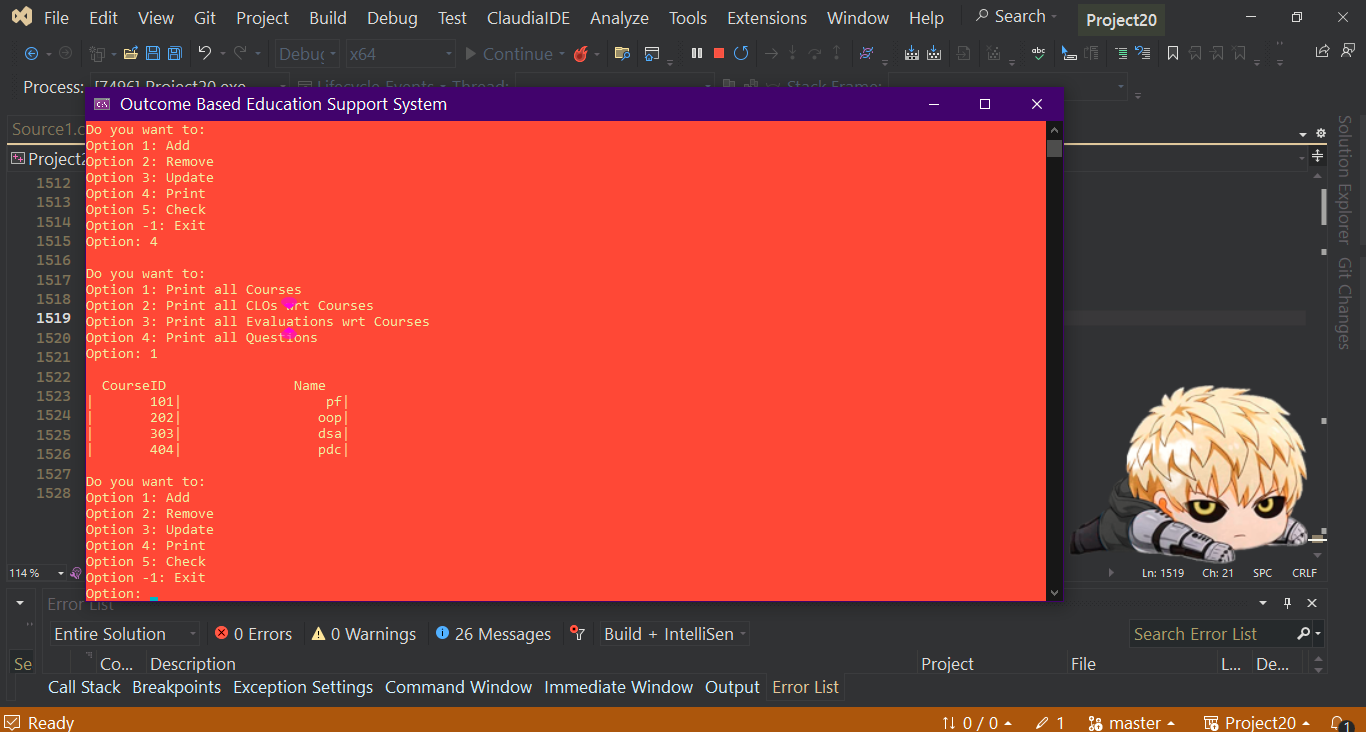 File Edit View Git Project Build Debug Test ClaudiaIDE Analyze Tools Extensions Window Help Search Project20
Debug x64 Continue
Process: [7496] Project20.exe Lifecycle Events Thread: Stack Frame:
Outcome Based Education Support System
Source1.c
Do you want to:
Option 1: Add
Option 2: Remove
Option 3: Update
Option 4: Print
Option 5: Check
Option -1: Exit
Option: 4
Do you want to:
Option 1: Print all Courses
Option 2: Print all CLOs wrt Courses
Option 3: Print all Evaluations wrt Courses
Option 4: Print all Questions
Option: 1
CourseID Name
| 101| pf|
| 202| oop|
| 303| dsa|
| 404| pdc|
Do you want to:
Option 1: Add
Option 2: Remove
Option 3: Update
Option 4: Print
Option 5: Check
Option -1: Exit
Option:
Project2
1512
1513
1514
1515
1516
1517
1518
1519
1520
1521
1522
1523
1524
1525
1526
1527
1528
Solution Explorer
Git Changes
114 % Ln: 1519 Ch: 21 SPC CRLF
Error List
Entire Solution 0 Errors 0 Warnings 26 Messages Build + IntelliSen Search Error List
Se Co... Description Project File L... De...
Call Stack Breakpoints Exception Settings Command Window Immediate Window Output Error List
Ready 0 / 0 1 master Project20 1